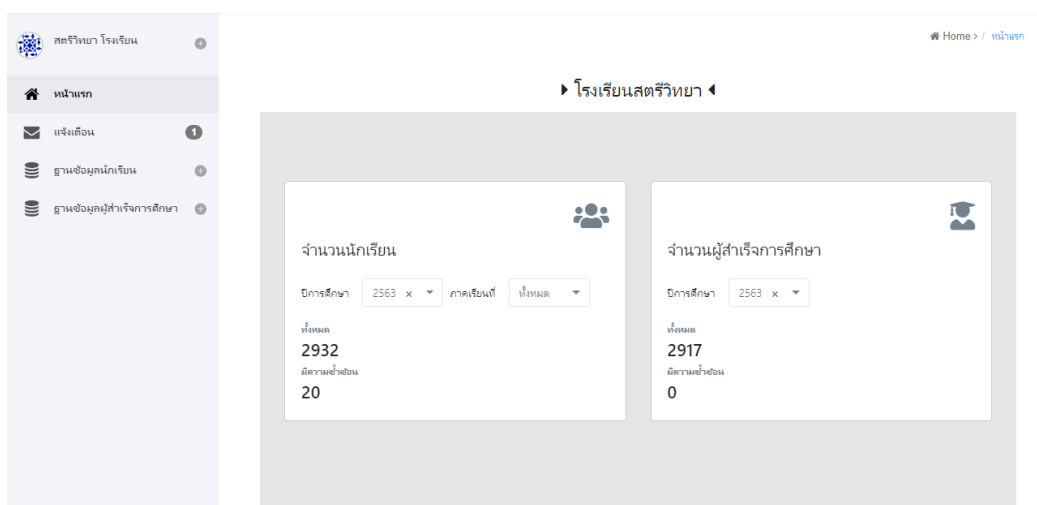 สตรีวิทยา โรงเรียน
หน้าแรก
แจ้งเตือน 1
ฐานข้อมูลนักเรียน
ฐานข้อมูลผู้สำเร็จการศึกษา
Home > / หน้าแรก
โรงเรียนสตรีวิทยา
จำนวนนักเรียน
ปีการศึกษา 2563 x ภาคเรียนที่ ทั้งหมด
ทั้งหมด
2932
มีความซ้ำซ้อน
20
จำนวนผู้สำเร็จการศึกษา
ปีการศึกษา 2563 x
ทั้งหมด
2917
มีความซ้ำซ้อน
0